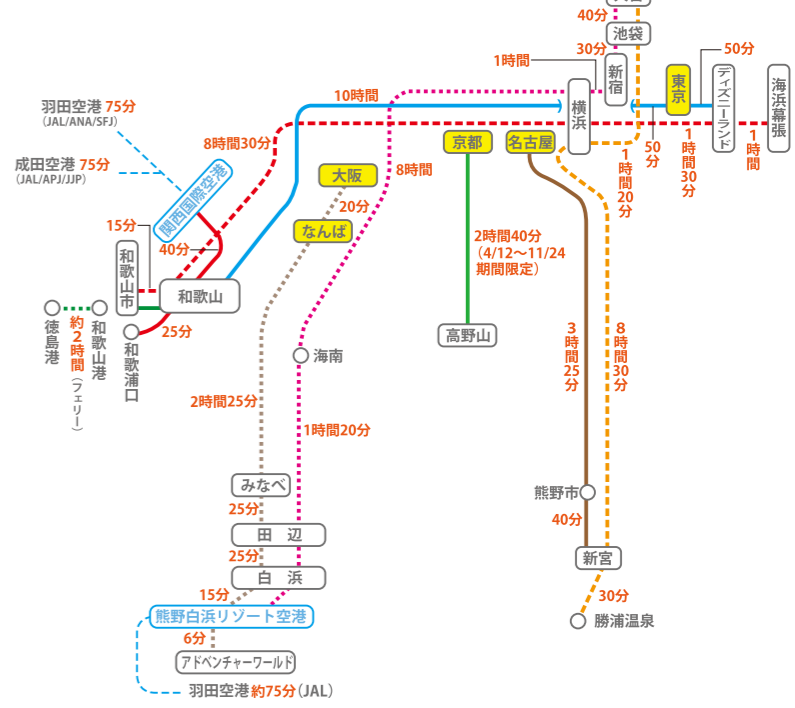 40分
池袋
30分
新宿
1時間
50分
東京
ディズニーランド
海浜幕張
横浜
10時間
羽田空港 75分
（JAL/ANA/SFJ）
8時間30分
京都
名古屋
50分
1時間30分
1時間
1時間20分
成田空港 75分
（JAL/APJ/JJP）
関西国際空港
大阪
8時間
20分
なんば
15分
40分
2時間40分
（4/12〜11/24
期間限定）
和歌山市
和歌山
25分
高野山
徳島港
約2時間
（フェリー）
和歌山港
和歌浦口
海南
3時間25分
8時間30分
2時間25分
1時間20分
みなべ
熊野市
25分
40分
田 辺
25分
新宮
白 浜
15分
30分
熊野白浜リゾート空港
勝浦温泉
6分
アドベンチャーワールド
羽田空港 約75分（JAL）